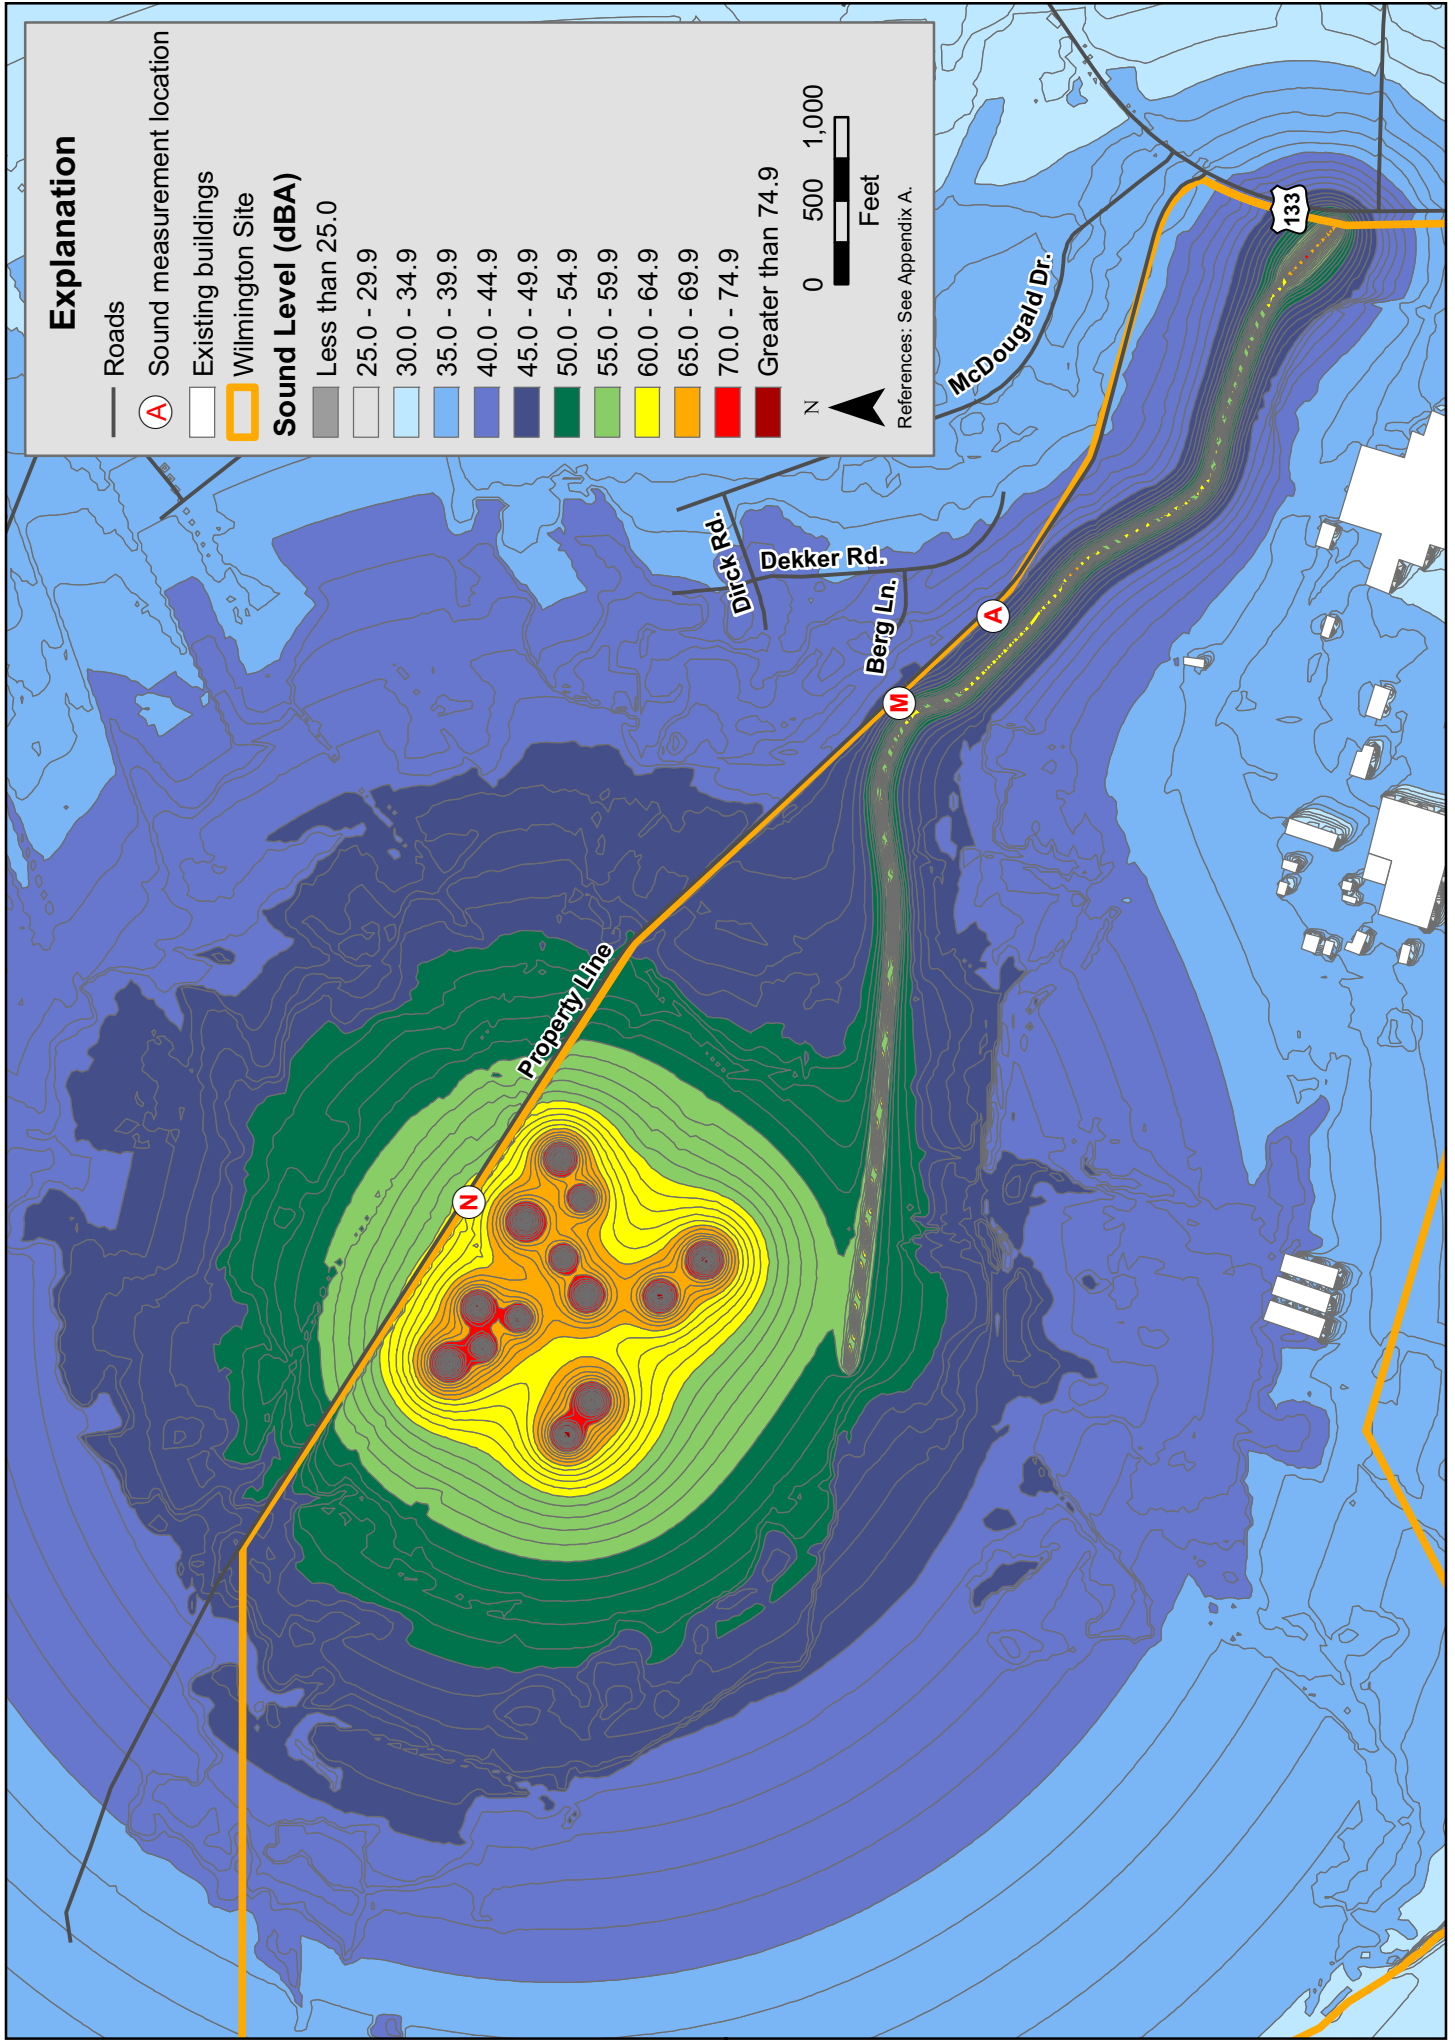 Explanation
Roads
A Sound measurement location
Existing buildings
Wilmington Site
Sound Level (dBA)
Less than 25.0
25.0 - 29.9
30.0 - 34.9
35.0 - 39.9
40.0 - 44.9
45.0 - 49.9
50.0 - 54.9
55.0 - 59.9
60.0 - 64.9
65.0 - 69.9
70.0 - 74.9
Greater than 74.9
N
0 500 1,000
Feet
References: See Appendix A.
Property Line
N
M
A
Dirck Rd.
Dekker Rd.
Berg Ln.
McDougald Dr.
133